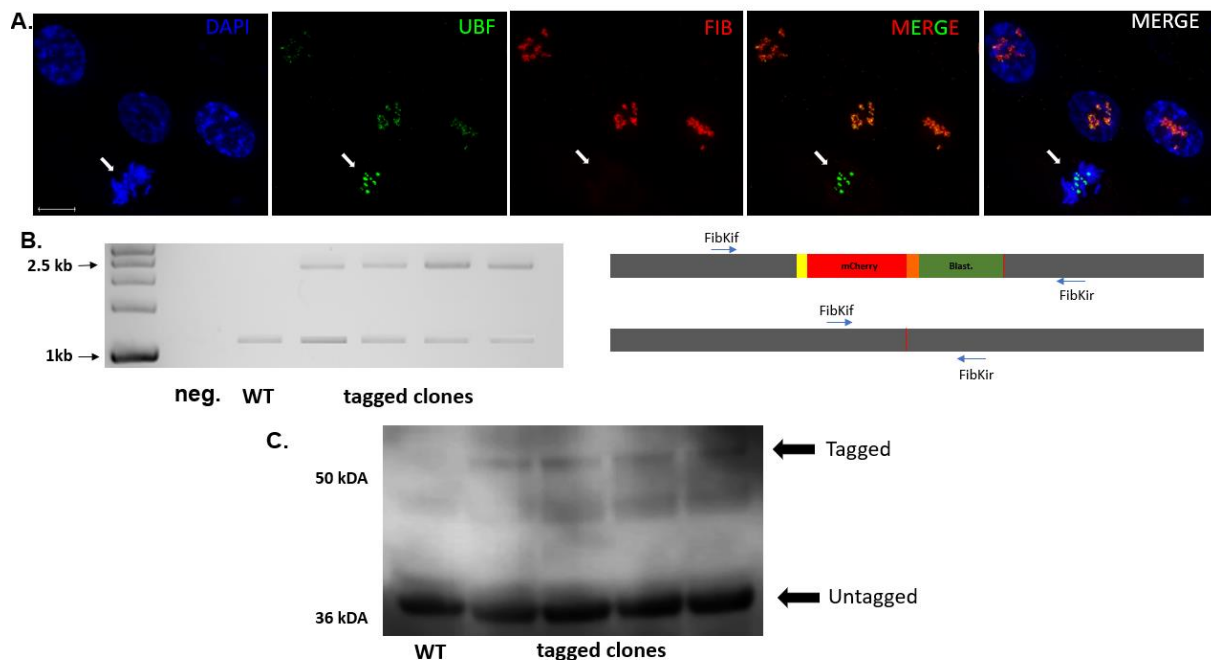 A.
DAPI
UBF
FIB
MERGE
MERGE
B.
2.5 kb
1kb
neg. WT tagged clones
FibKif
mCherry Blast.
FibKir
FibKif
FibKir
C.
50 kDA
36 kDA
Tagged
Untagged
WT tagged clones